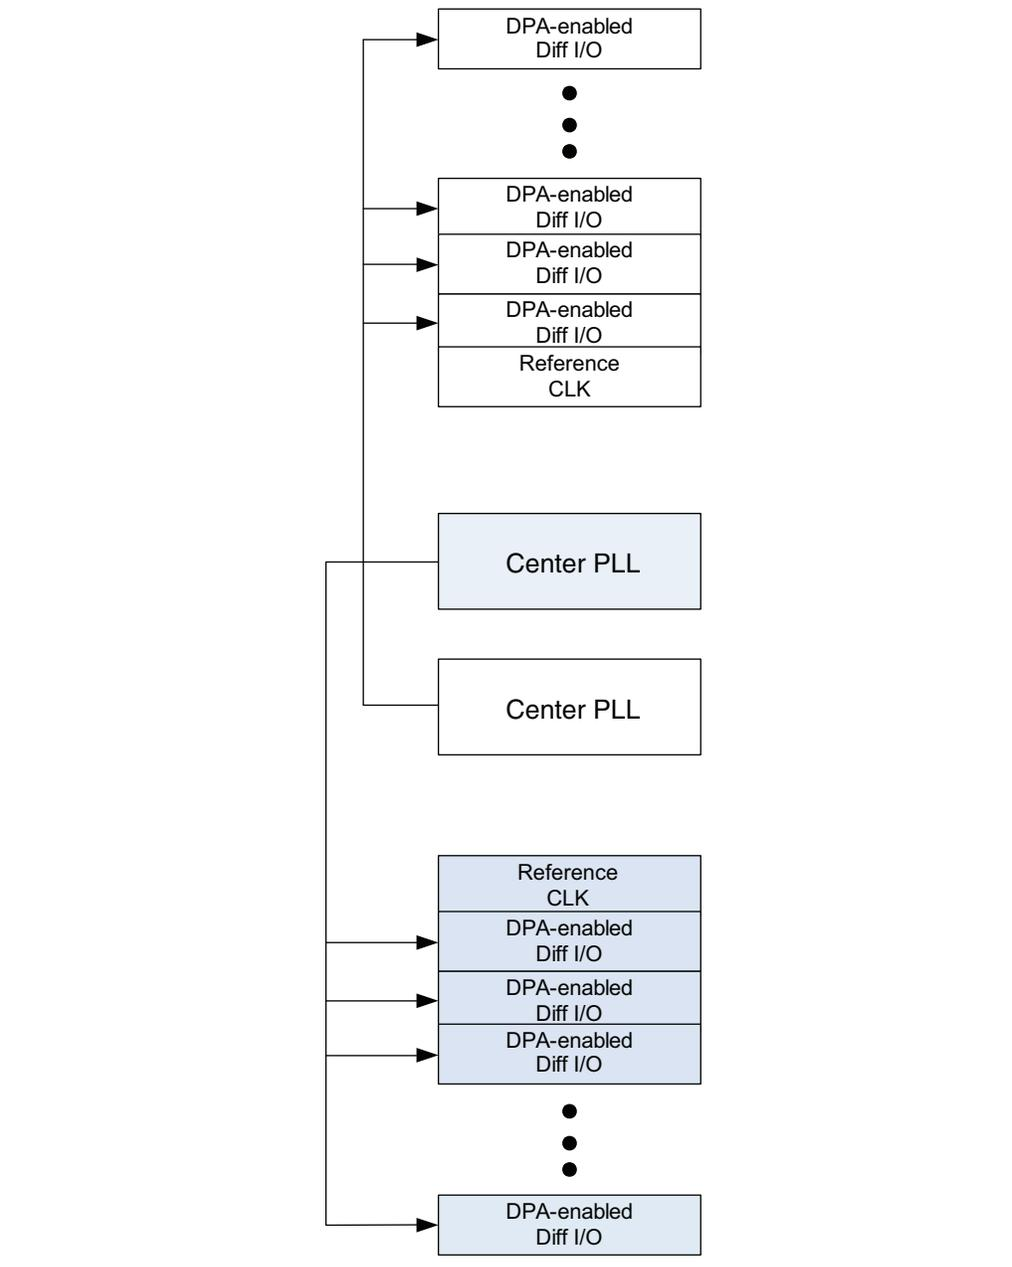 DPA-enabled
Diff I/O
DPA-enabled
Diff I/O
DPA-enabled
Diff I/O
DPA-enabled
Diff I/O
Reference
CLK
Center PLL
Center PLL
Reference
CLK
DPA-enabled
Diff I/O
DPA-enabled
Diff I/O
DPA-enabled
Diff I/O
DPA-enabled
Diff I/O